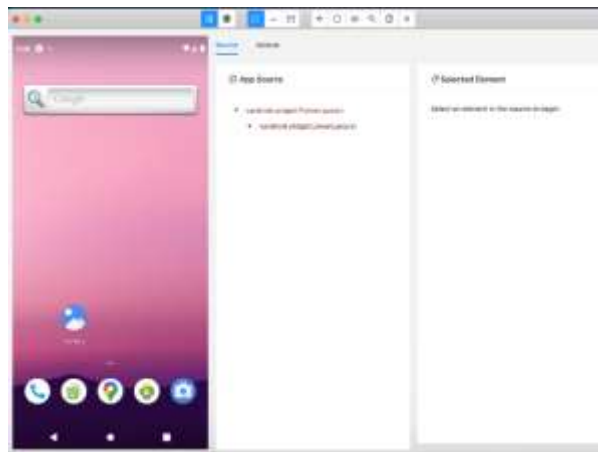 Source
Google
App Source
Selected Element
<android.widget.FrameLayout>
<android.widget.LinearLayout>
Select an element in the source to begin.